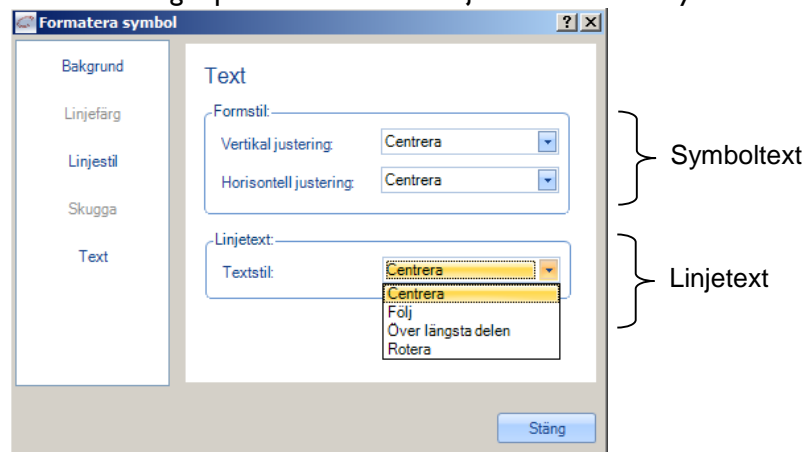 Formatera symbol
Bakgrund
Linjefärg
Linjestil
Skugga
Text
Text
Formstil:
Vertikal justering: Centrera
Horisontell justering: Centrera
Linjetext:
Textstil: Centrera
Centrera
Följ
Över längsta delen
Rotera
Stäng
Symboltext
Linjetext